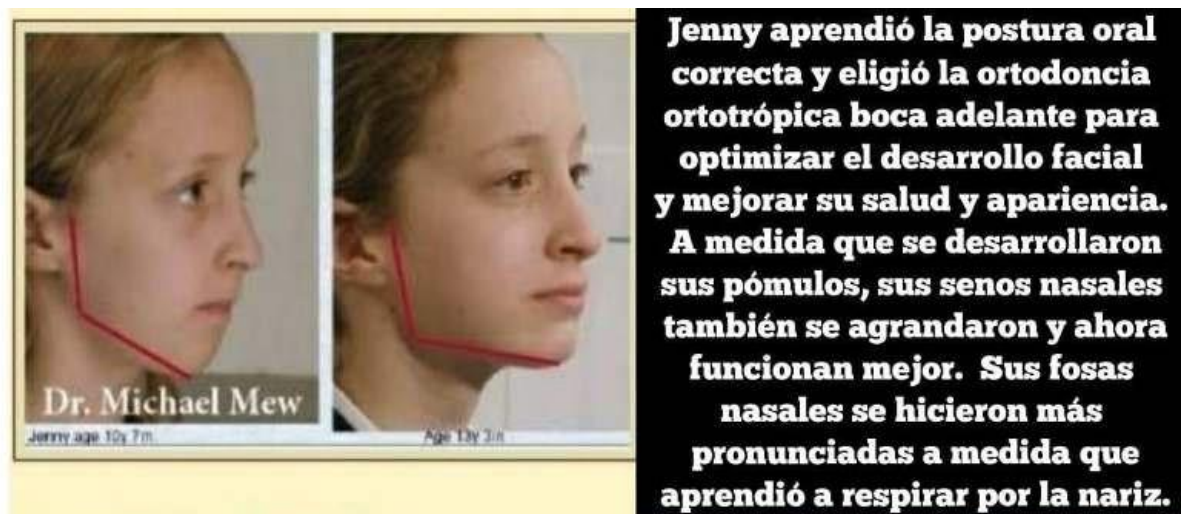 Dr. Michael Mew
Jenny age 10y 7m
Age 13y 3m
Jenny aprendió la postura oral
correcta y eligió la ortodoncia
ortotrópica boca adelante para
optimizar el desarrollo facial
y mejorar su salud y apariencia.
A medida que se desarrollaron
sus pómulos, sus senos nasales
también se agrandaron y ahora
funcionan mejor. Sus fosas
nasales se hicieron más
pronunciadas a medida que
aprendió a respirar por la nariz.